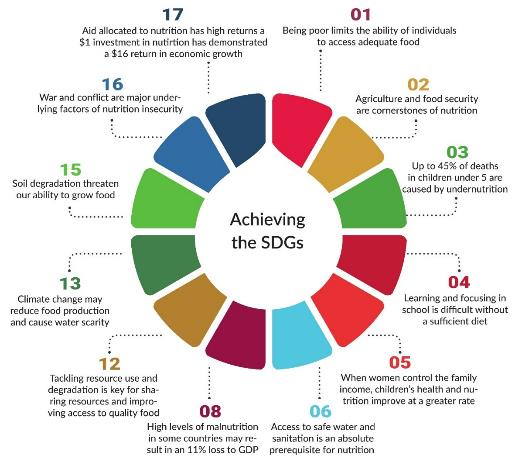 17
Aid allocated to nutrition has high returns a
$1 investment in nutirtion has demonstrated
a $16 return in economic growth
01
Being poor limits the ability of individuals
to access adequate food
16
War and conflict are major under-
lying factors of nutrition insecurity
02
Agriculture and food security
are cornerstones of nutrition
15
Soil degradation threaten
our ability to grow food
03
Up to 45% of deaths
in children under 5 are
caused by undernutrition
Achieving
the SDGs
13
Climate change may
reduce food production
and cause water scarity
04
Learning and focusing in
school is difficult without
a sufficient diet
12
Tackling resource use and
degradation is key for sha-
ring resources and impro-
ving access to quality food
05
When women control the family
income, children's health and nu-
trition improve at a greater rate
08
High levels of malnutrition
in some countries may re-
sult in an 11% loss to GDP
06
Access to safe water and
sanitation is an absolute
prerequisite for nutrition